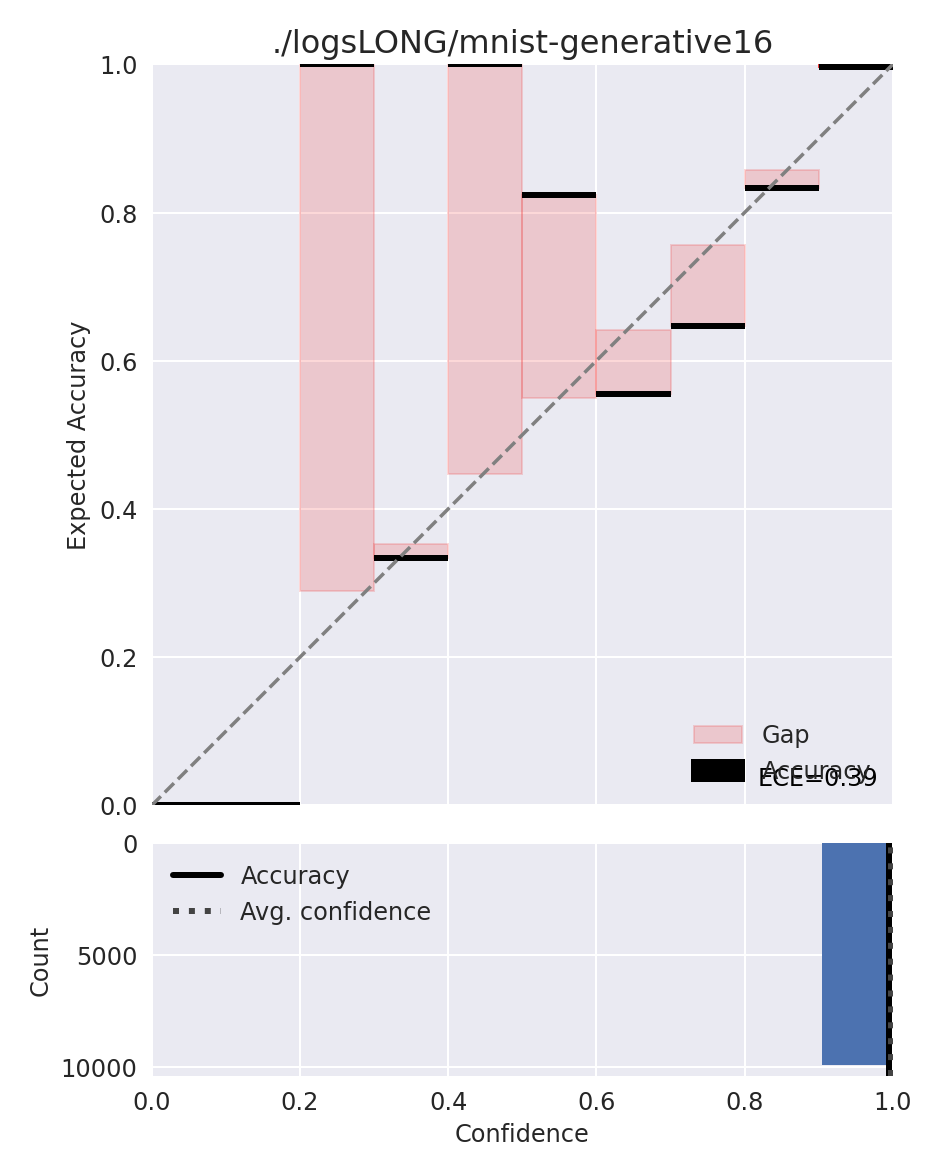 ./logsLONG/mnist-generative16
1.0
0.8
0.6
0.4
0.2
0.0
Expected Accuracy
Gap
Accuracy
ECE=0.39
0
5000
10000
Count
Accuracy
Avg. confidence
0.0 0.2 0.4 0.6 0.8 1.0
Confidence